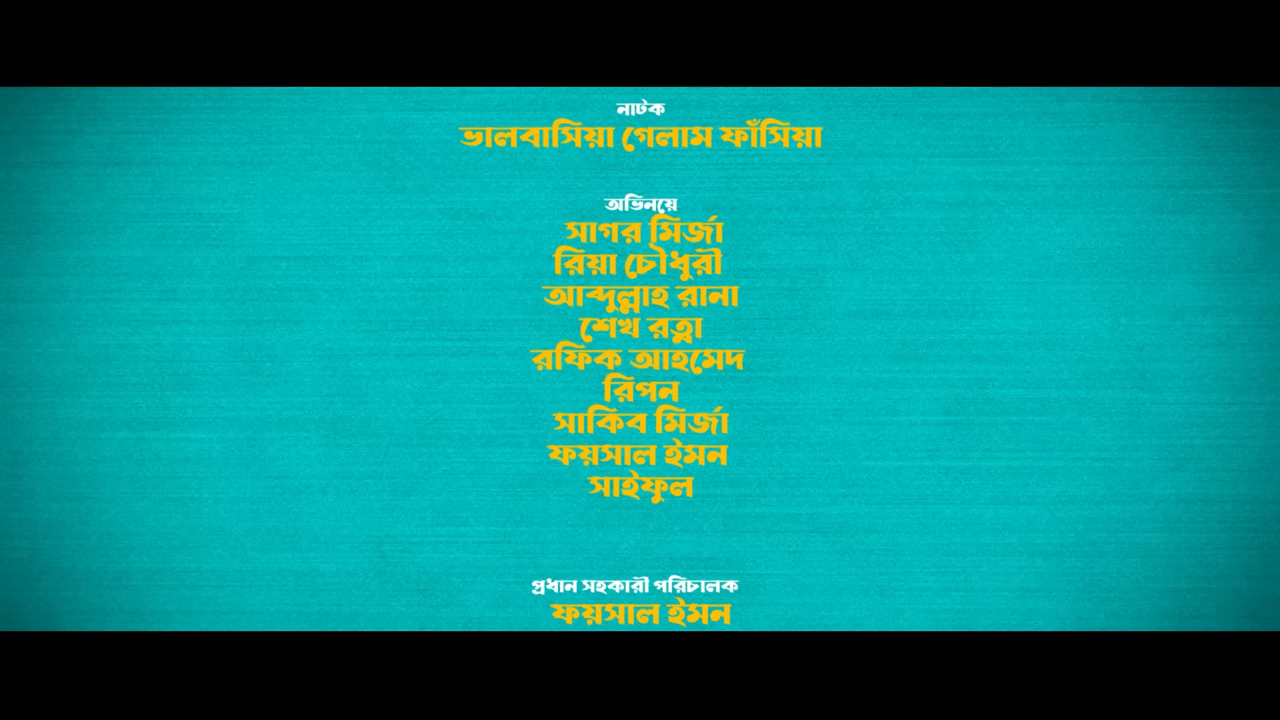 নাটক
ভালবাসিয়া গেলাম ফাঁসিয়া
অভিনয়ে
সাগর মির্জা
রিয়া চৌধুরী
আব্দুল্লাহ রানা
শেখ রত্না
রফিক আহমেদ
রিপন
সাকিব মির্জা
ফয়সাল ইমন
সাইফুল
প্রধান সহকারী পরিচালক
ফয়সাল ইমন